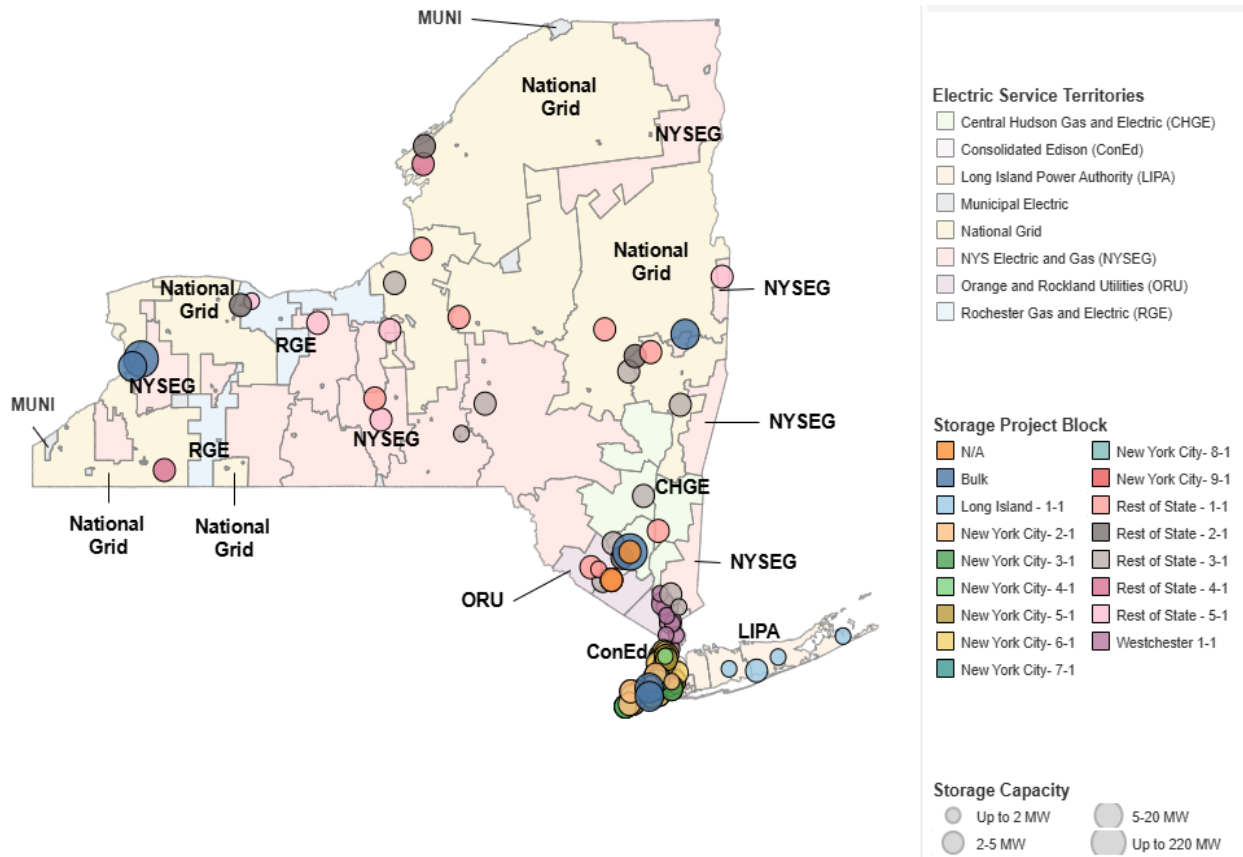 MUNI
National
Grid
NYSEG
National
Grid
NYSEG
National
Grid
RGE
NYSEG
MUNI
NYSEG
RGE
NYSEG
CHGE
National
Grid
National
Grid
NYSEG
ORU
LIPA
ConEd
Electric Service Territories
Central Hudson Gas and Electric (CHGE)
Consolidated Edison (ConEd)
Long Island Power Authority (LIPA)
Municipal Electric
National Grid
NYS Electric and Gas (NYSEG)
Orange and Rockland Utilities (ORU)
Rochester Gas and Electric (RGE)
Storage Project Block
N/A
Bulk
Long Island - 1-1
New York City- 2-1
New York City- 3-1
New York City- 4-1
New York City- 5-1
New York City- 6-1
New York City- 7-1
New York City- 8-1
New York City- 9-1
Rest of State - 1-1
Rest of State - 2-1
Rest of State - 3-1
Rest of State - 4-1
Rest of State - 5-1
Westchester 1-1
Storage Capacity
Up to 2 MW
2-5 MW
5-20 MW
Up to 220 MW